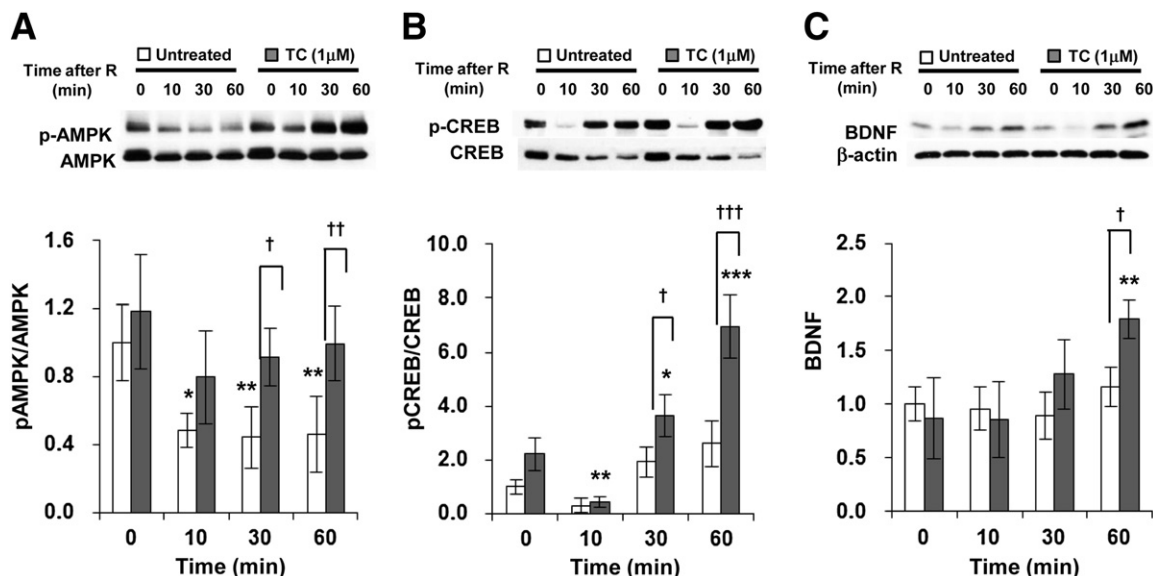 A
Untreated TC (1μM)
Time after R
(min)
0 10 30 60 0 10 30 60
p-AMPK
AMPK
pAMPK/AMPK
1.6
1.2
0.8
0.4
0.0
* ** **
† ††
0 10 30 60
Time (min)
B
Untreated TC (1μM)
Time after R
(min)
0 10 30 60 0 10 30 60
p-CREB
CREB
pCREB/CREB
10.0
8.0
6.0
4.0
2.0
0.0
** * ***
† †††
0 10 30 60
Time (min)
C
Untreated TC (1μM)
Time after R
(min)
0 10 30 60 0 10 30 60
BDNF
β-actin
BDNF
2.5
2.0
1.5
1.0
0.5
0.0
†
**
0 10 30 60
Time (min)